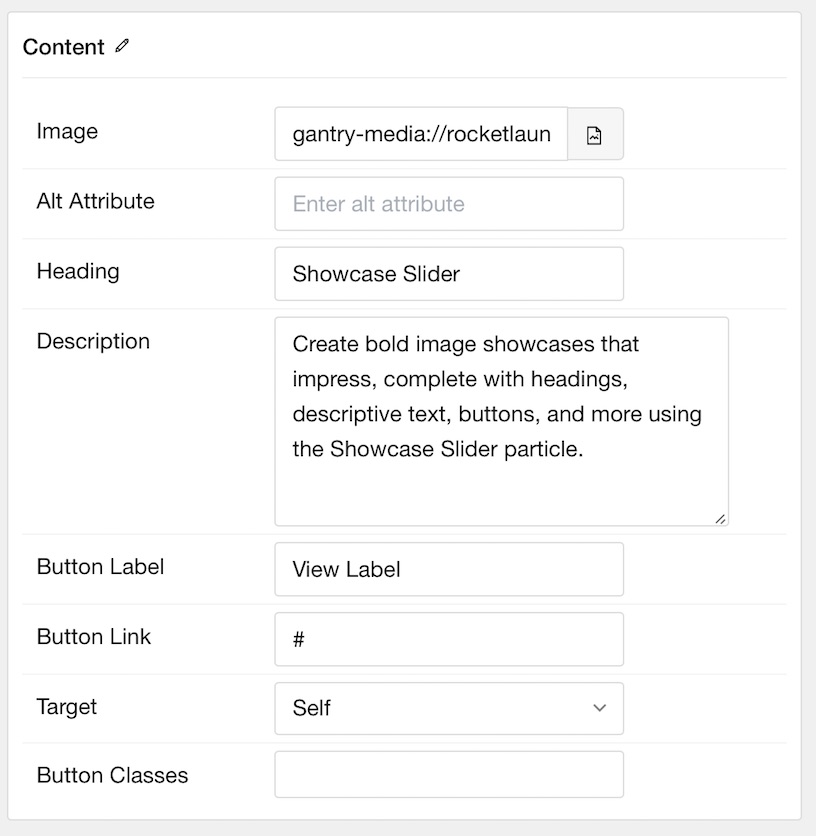 Content
Image
gantry-media://rocketlaun
Alt Attribute
Enter alt attribute
Heading
Showcase Slider
Description
Create bold image showcases that
impress, complete with headings,
descriptive text, buttons, and more using
the Showcase Slider particle.
Button Label
View Label
Button Link
#
Target
Self
Button Classes